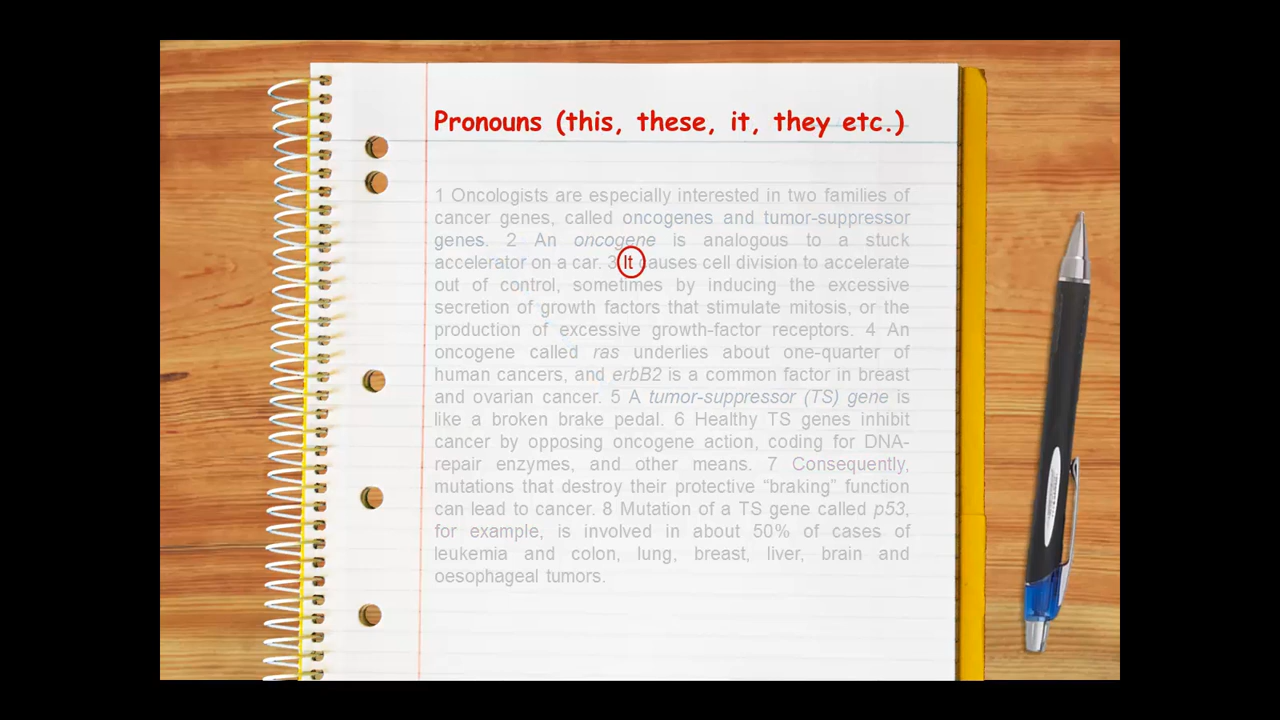 Pronouns (this, these, it, they etc.)
1 Oncologists are especially interested in two families of
cancer genes, called oncogenes and tumor-suppressor
genes. 2 An oncogene is analogous to a stuck
accelerator on a car. 3 It causes cell division to accelerate
out of control, sometimes by inducing the excessive
secretion of growth factors that stimulate mitosis, or the
production of excessive growth-factor receptors. 4 An
oncogene called ras underlies about one-quarter of
human cancers, and erbB2 is a common factor in breast
and ovarian cancer. 5 A tumor-suppressor (TS) gene is
like a broken brake pedal. 6 Healthy TS genes inhibit
cancer by opposing oncogene action, coding for DNA-
repair enzymes, and other means. 7 Consequently,
mutations that destroy their protective “braking” function
can lead to cancer. 8 Mutation of a TS gene called p53,
for example, is involved in about 50% of cases of
leukemia and colon, lung, breast, liver, brain and
oesophageal tumors.